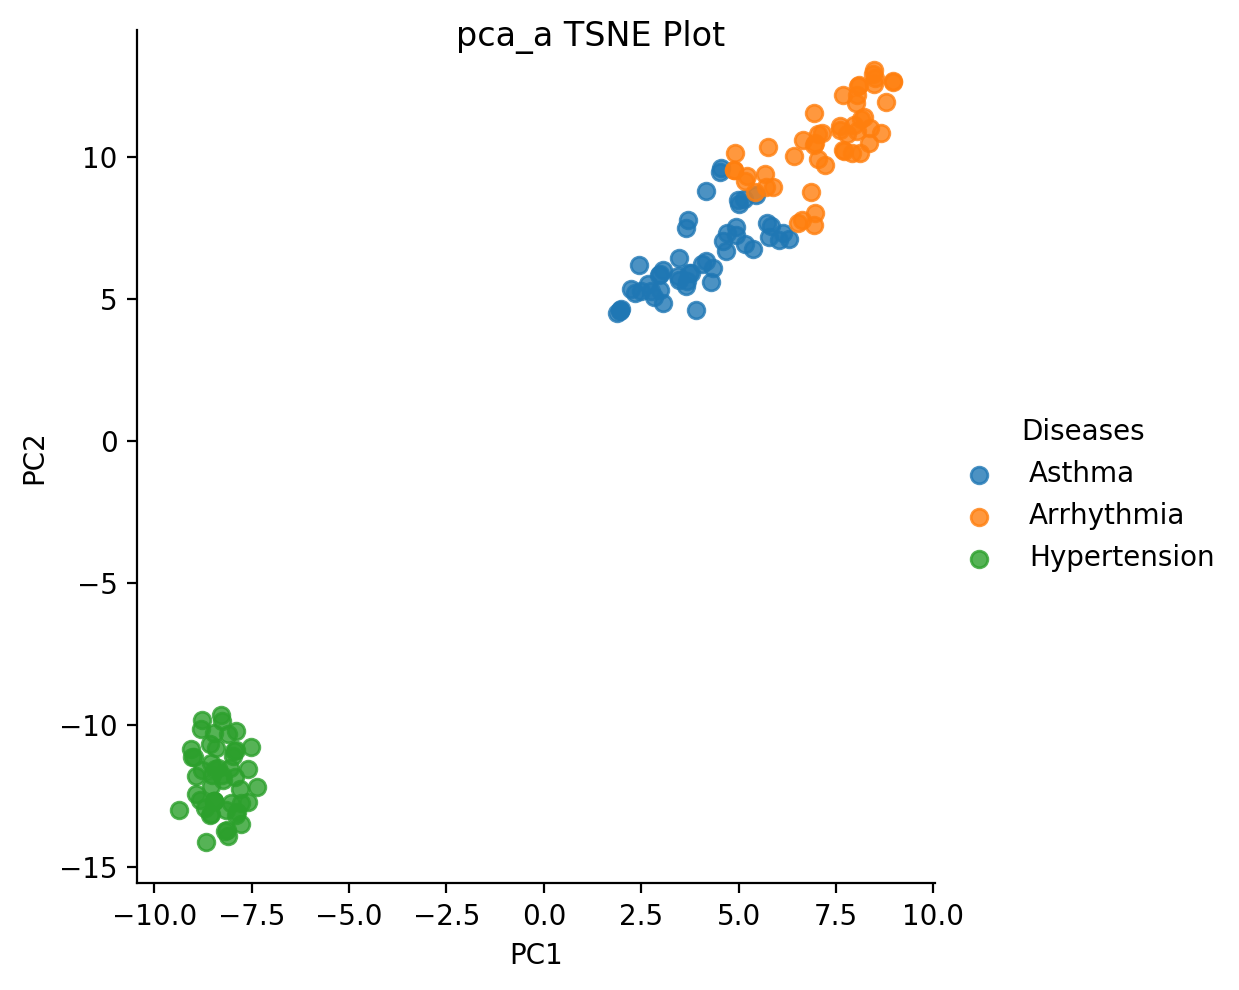 pca_a TSNE Plot
10
5
0
−5
−10
−15
PC2
−10.0 −7.5 −5.0 −2.5 0.0 2.5 5.0 7.5 10.0
PC1
Diseases
Asthma
Arrhythmia
Hypertension